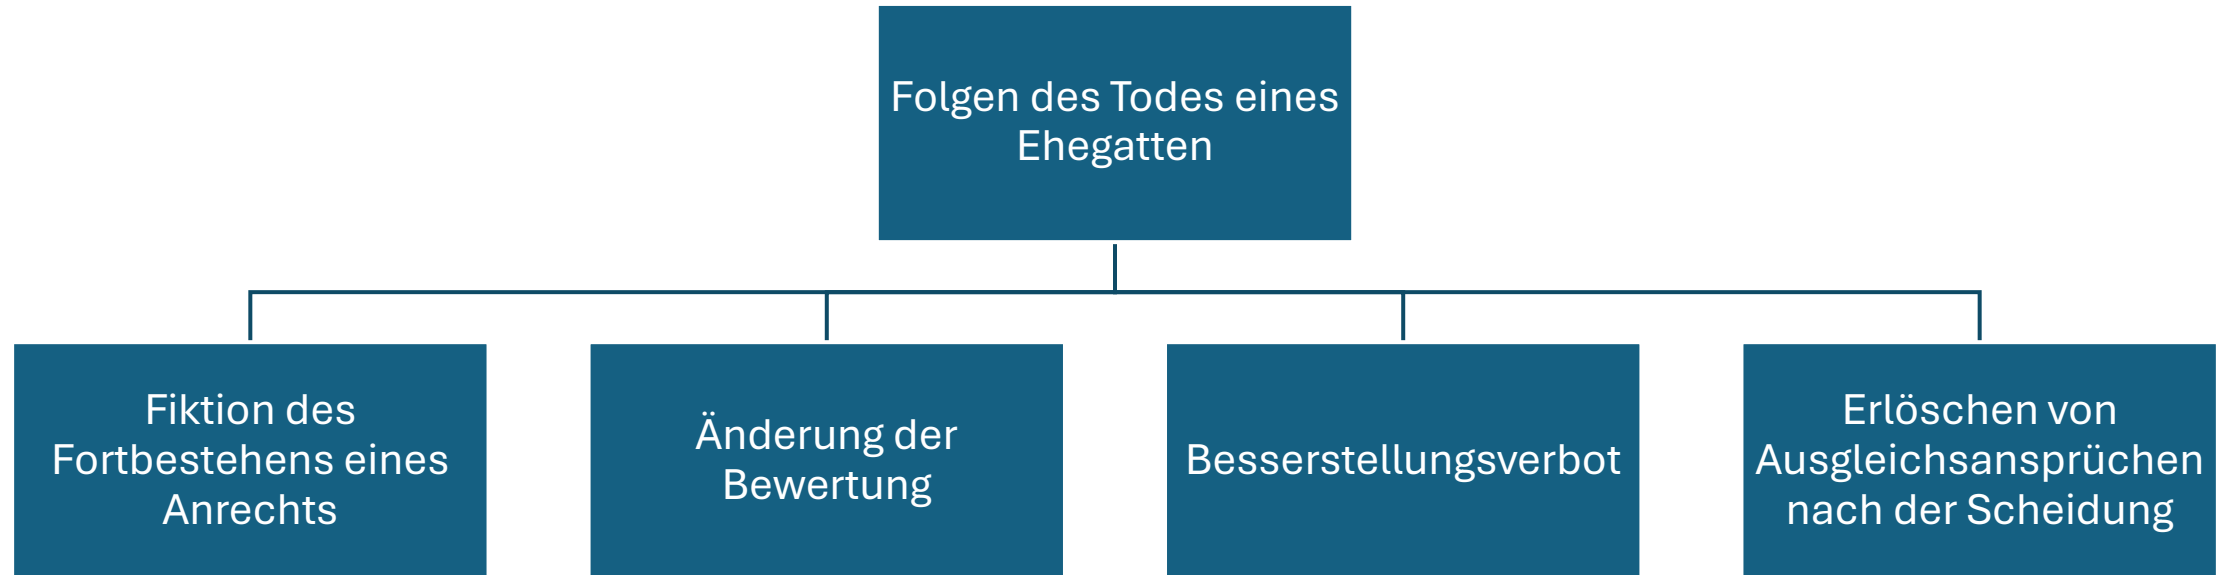 Folgen des Todes eines
Ehegatten
Fiktion des
Fortbestehens eines
Anrechts
Änderung der
Bewertung
Besserstellungsverbot
Erlöschen von
Ausgleichsansprüchen
nach der Scheidung